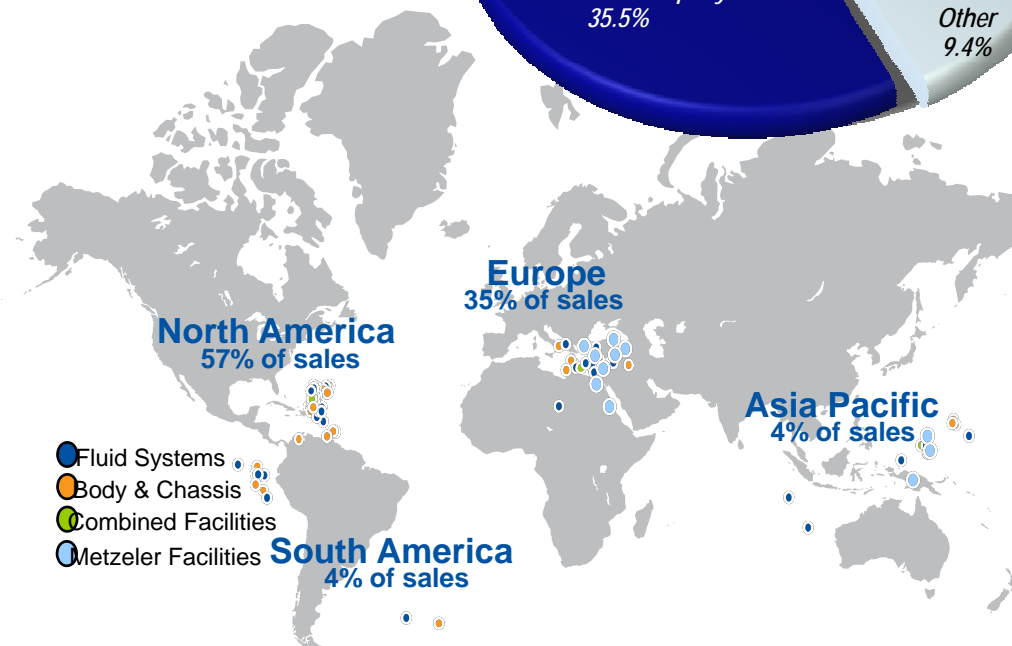 35.5%
Other
9.4%
Europe
35% of sales
North America
57% of sales
Asia Pacific
4% of sales
Fluid Systems
Body & Chassis
Combined Facilities
Metzeler Facilities
South America
4% of sales